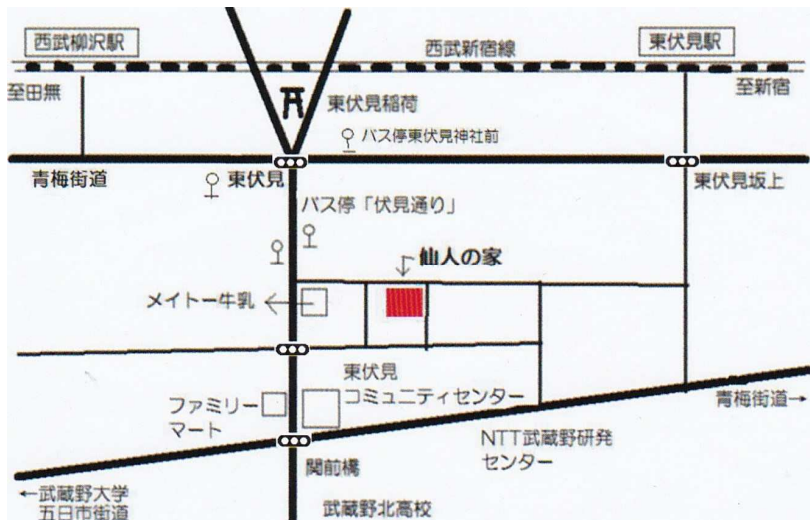 西武柳沢駅
西武新宿線
東伏見駅
至田無
至新宿
東伏見稲荷
バス停東伏見神社前
青梅街道
東伏見
東伏見坂上
バス停「伏見通り」
仙人の家
メイトー牛乳
東伏見
コミュニティセンター
ファミリー
マート
青梅街道→
NTT武蔵野研発
センター
関前橋
←武蔵野大学
五日市街道
武蔵野北高校